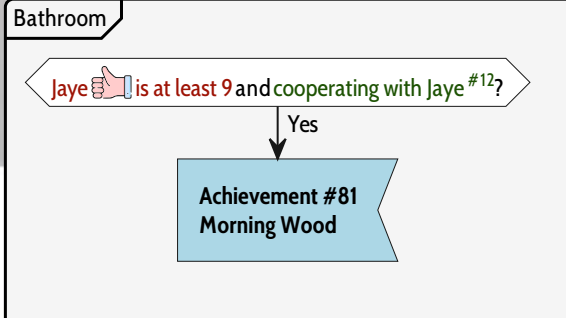 Bathroom
Jaye 👍 is at least 9 and cooperating with Jaye #12?
Yes
Achievement #81
Morning Wood